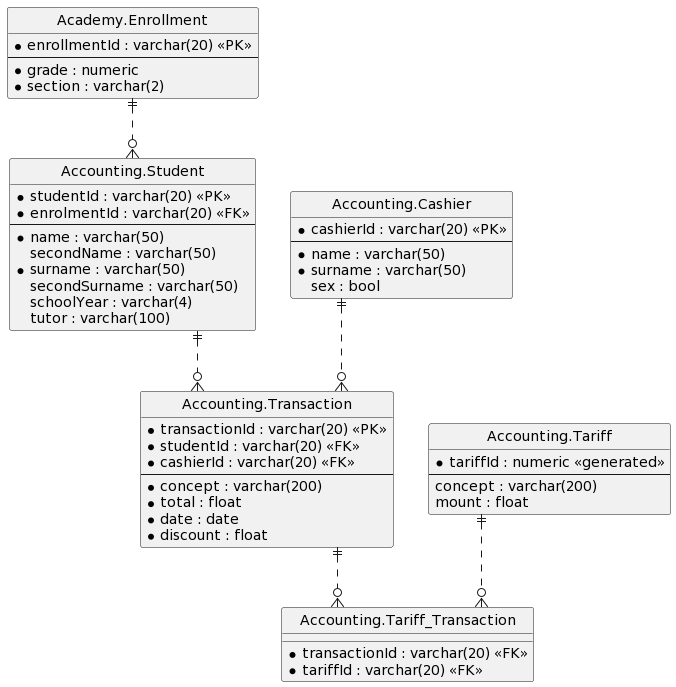 Academy.Enrollment
enrollmentId : varchar(20) «PK»
grade : numeric
section : varchar(2)
Accounting.Student
studentId : varchar(20) «PK»
enrolmentId : varchar(20) «FK»
name : varchar(50)
secondName : varchar(50)
surname : varchar(50)
secondSurname : varchar(50)
schoolYear : varchar(4)
tutor : varchar(100)
Accounting.Cashier
cashierId : varchar(20) «PK»
name : varchar(50)
surname : varchar(50)
sex : bool
Accounting.Transaction
transactionId : varchar(20) «PK»
studentId : varchar(20) «FK»
cashierId : varchar(20) «FK»
concept : varchar(200)
total : float
date : date
discount : float
Accounting.Tariff
tariffId : numeric «generated»
concept : varchar(200)
mount : float
Accounting.Tariff_Transaction
transactionId : varchar(20) «FK»
tariffId : varchar(20) «FK»